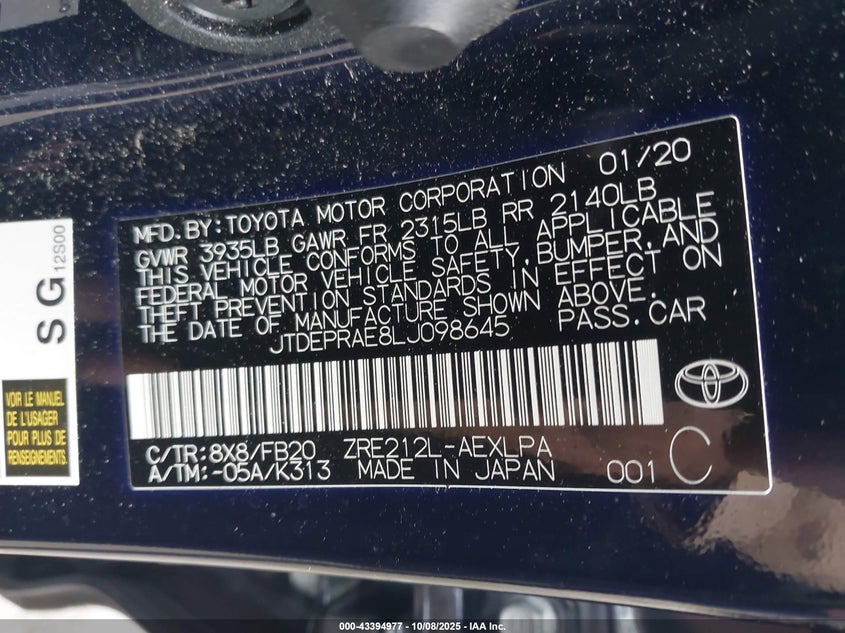 MFD. BY: TOYOTA MOTOR CORPORATION 01/20
GVWR 3935LB GAWR FR 2315LB RR 2140LB
THIS VEHICLE CONFORMS TO ALL APPLICABLE
FEDERAL MOTOR VEHICLE SAFETY, BUMPER, AND
THEFT PREVENTION STANDARDS IN EFFECT ON
THE DATE OF MANUFACTURE SHOWN ABOVE.
JTDEPRAE8LJ098645 PASS. CAR
C/TR: 8X8/FB20 ZRE212L-AEXLPA
A/TM: -05A/K313 MADE IN JAPAN 001 C
SG
12S00
VOIR LE MANUEL
DE L'USAGER
POUR PLUS DE
RENSEIGNEMENTS
000-43394977 - 10/08/2025 - IAA Inc.